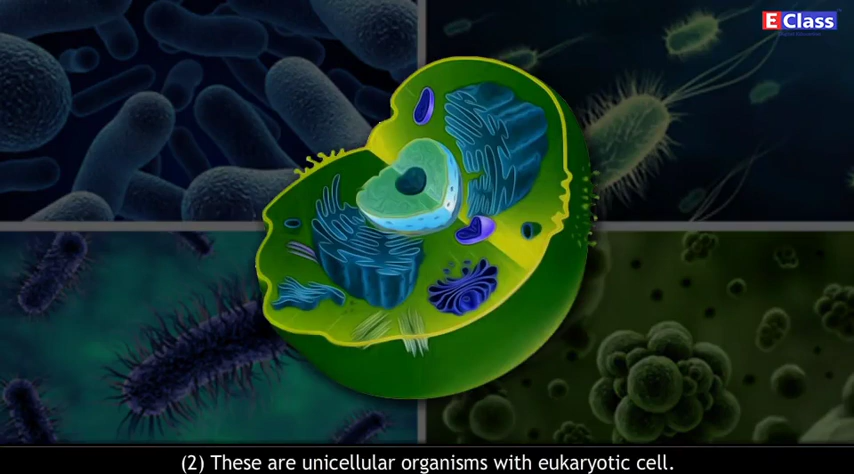 EClass
(2) These are unicellular organisms with eukaryotic cell.